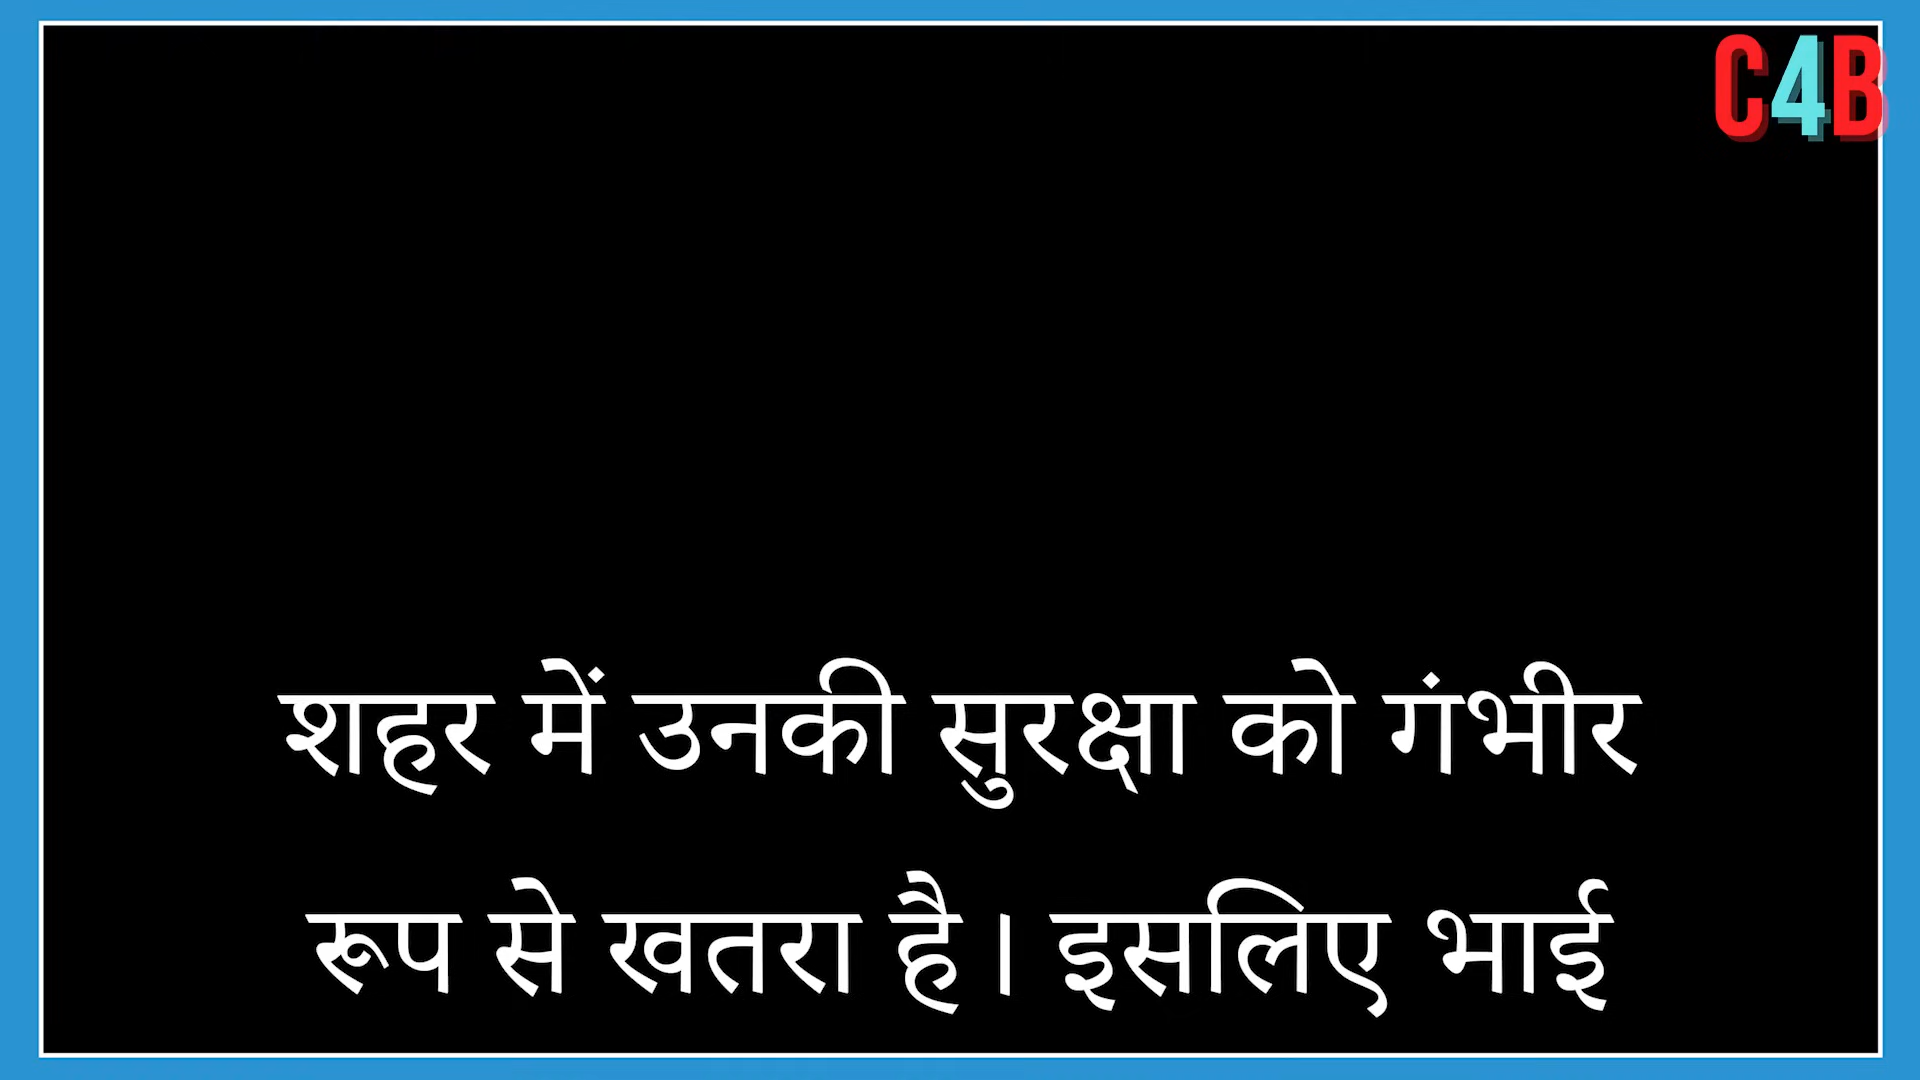 C4B
शहर में उनकी सुरक्षा को गंभीर
रूप से खतरा है। इसलिए भाई